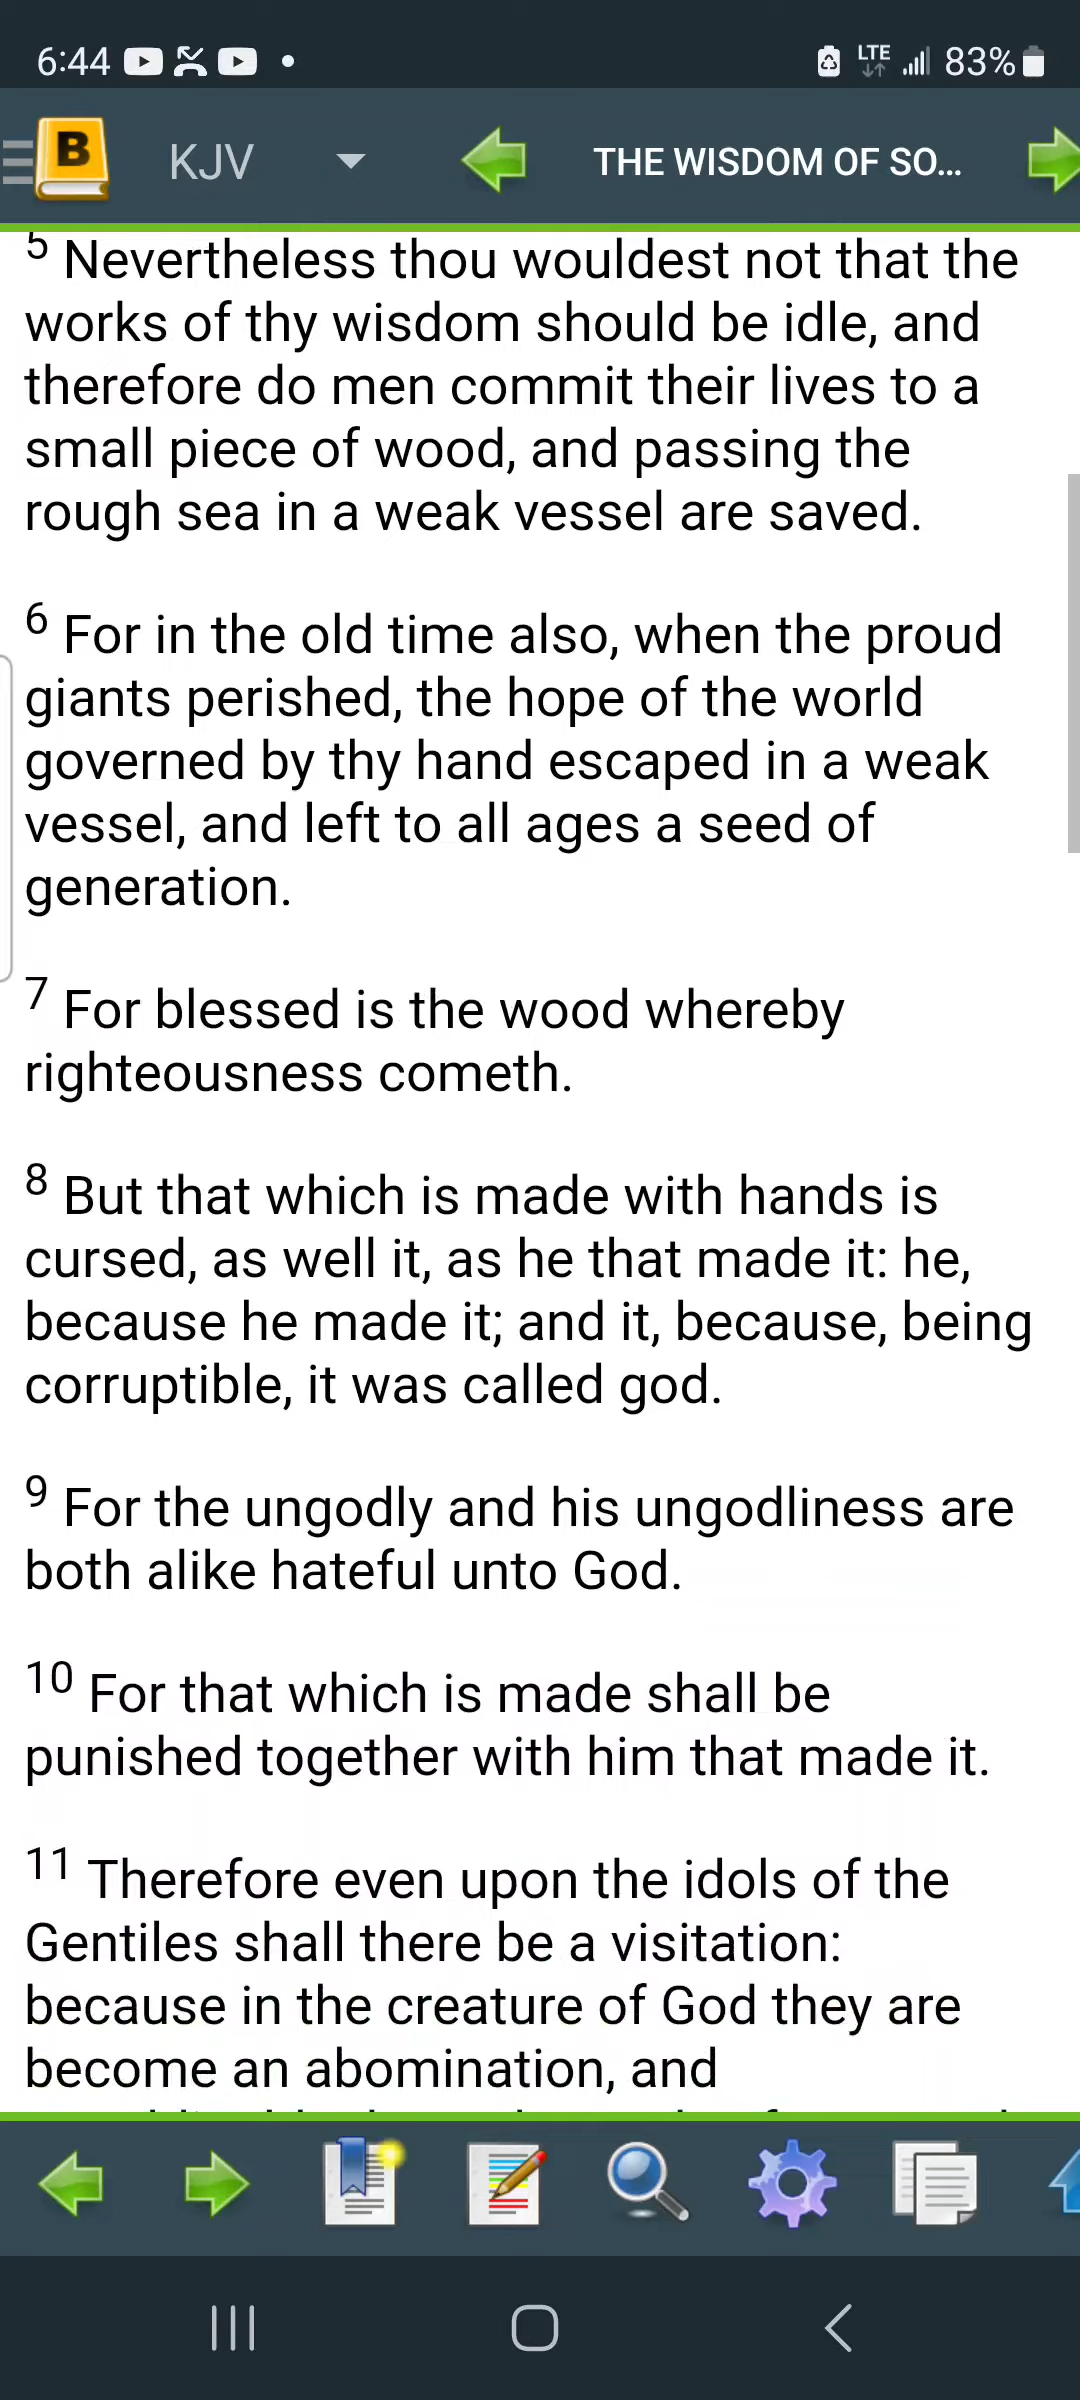 6:44 LTE 83%
B KJV THE WISDOM OF SO...
5 Nevertheless thou wouldest not that the
works of thy wisdom should be idle, and
therefore do men commit their lives to a
small piece of wood, and passing the
rough sea in a weak vessel are saved.
6 For in the old time also, when the proud
giants perished, the hope of the world
governed by thy hand escaped in a weak
vessel, and left to all ages a seed of
generation.
7 For blessed is the wood whereby
righteousness cometh.
8 But that which is made with hands is
cursed, as well it, as he that made it: he,
because he made it; and it, because, being
corruptible, it was called god.
9 For the ungodly and his ungodliness are
both alike hateful unto God.
10 For that which is made shall be
punished together with him that made it.
11 Therefore even upon the idols of the
Gentiles shall there be a visitation:
because in the creature of God they are
become an abomination, and